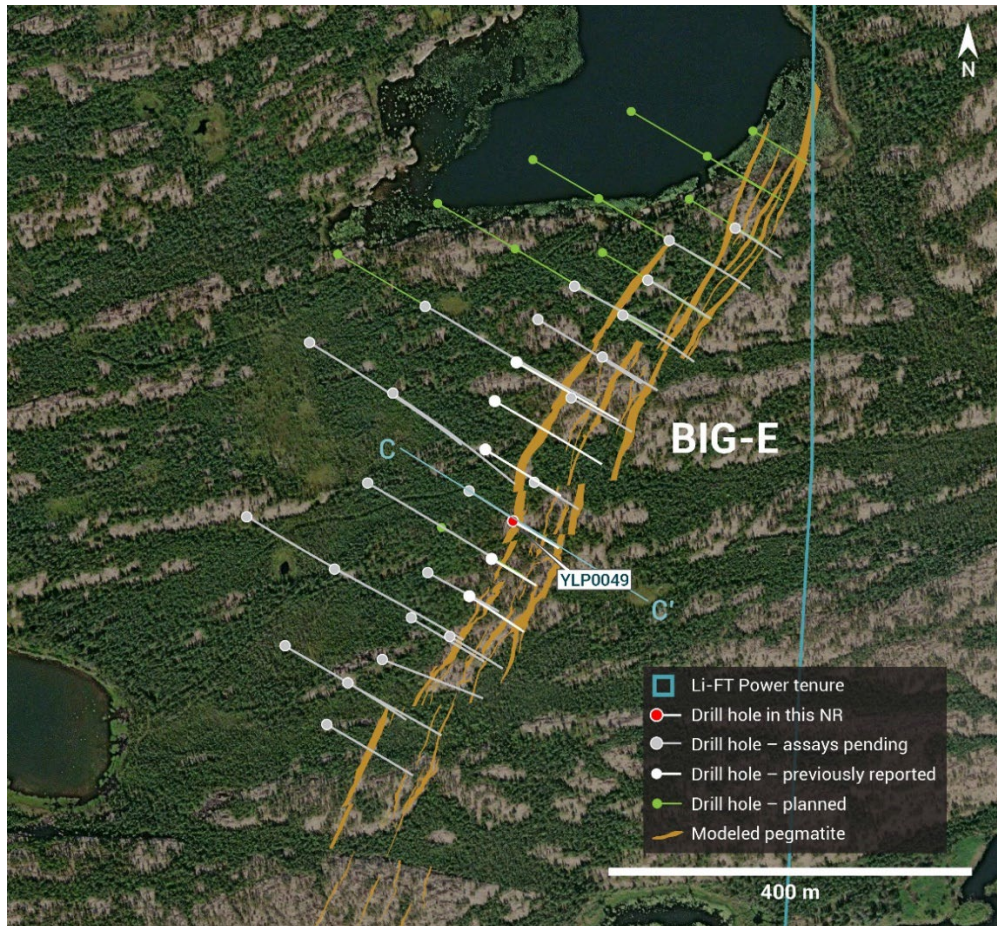 N
BIG-E
C
YLP0049
C'
Li-FT Power tenure
Drill hole in this NR
Drill hole – assays pending
Drill hole – previously reported
Drill hole – planned
Modeled pegmatite
400 m